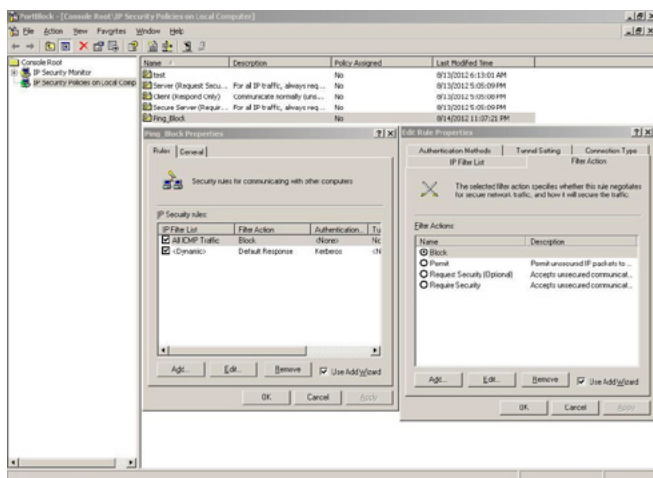 PortBlock - [Console Root\IP Security Policies on Local Computer]
File Action View Favorites Window Help
Console Root
IP Security Monitor
IP Security Policies on Local Comp
Name Description Policy Assigned Last Modified Time
test No 8/13/2012 6:13:01 AM
Server (Request Secu... For all IP traffic, always req... No 8/13/2012 5:05:09 PM
Client (Respond Only) Communicate normally (uns... No 8/13/2012 5:05:08 PM
Secure Server (Requir... For all IP traffic, always req... No 8/13/2012 5:05:09 PM
Ping_Block No 8/14/2012 11:07:21 PM
Ping_Block Properties
Rules General
Security rules for communicating with other computers
IP Security rules:
IP Filter List Filter Action Authentication... Tu
All ICMP Traffic Block <None> No
<Dynamic> Default Response Kerberos <N
Add... Edit... Remove Use Add Wizard
OK Cancel Apply
Edit Rule Properties
Authentication Methods Tunnel Setting Connection Type
IP Filter List Filter Action
The selected filter action specifies whether this rule negotiates
for secure network traffic, and how it will secure the traffic.
Filter Actions:
Name Description
Block
Permit Permit unsecured IP packets to ...
Request Security (Optional) Accepts unsecured communicat...
Require Security Accepts unsecured communicat...
Add... Edit... Remove Use Add Wizard
OK Cancel Apply